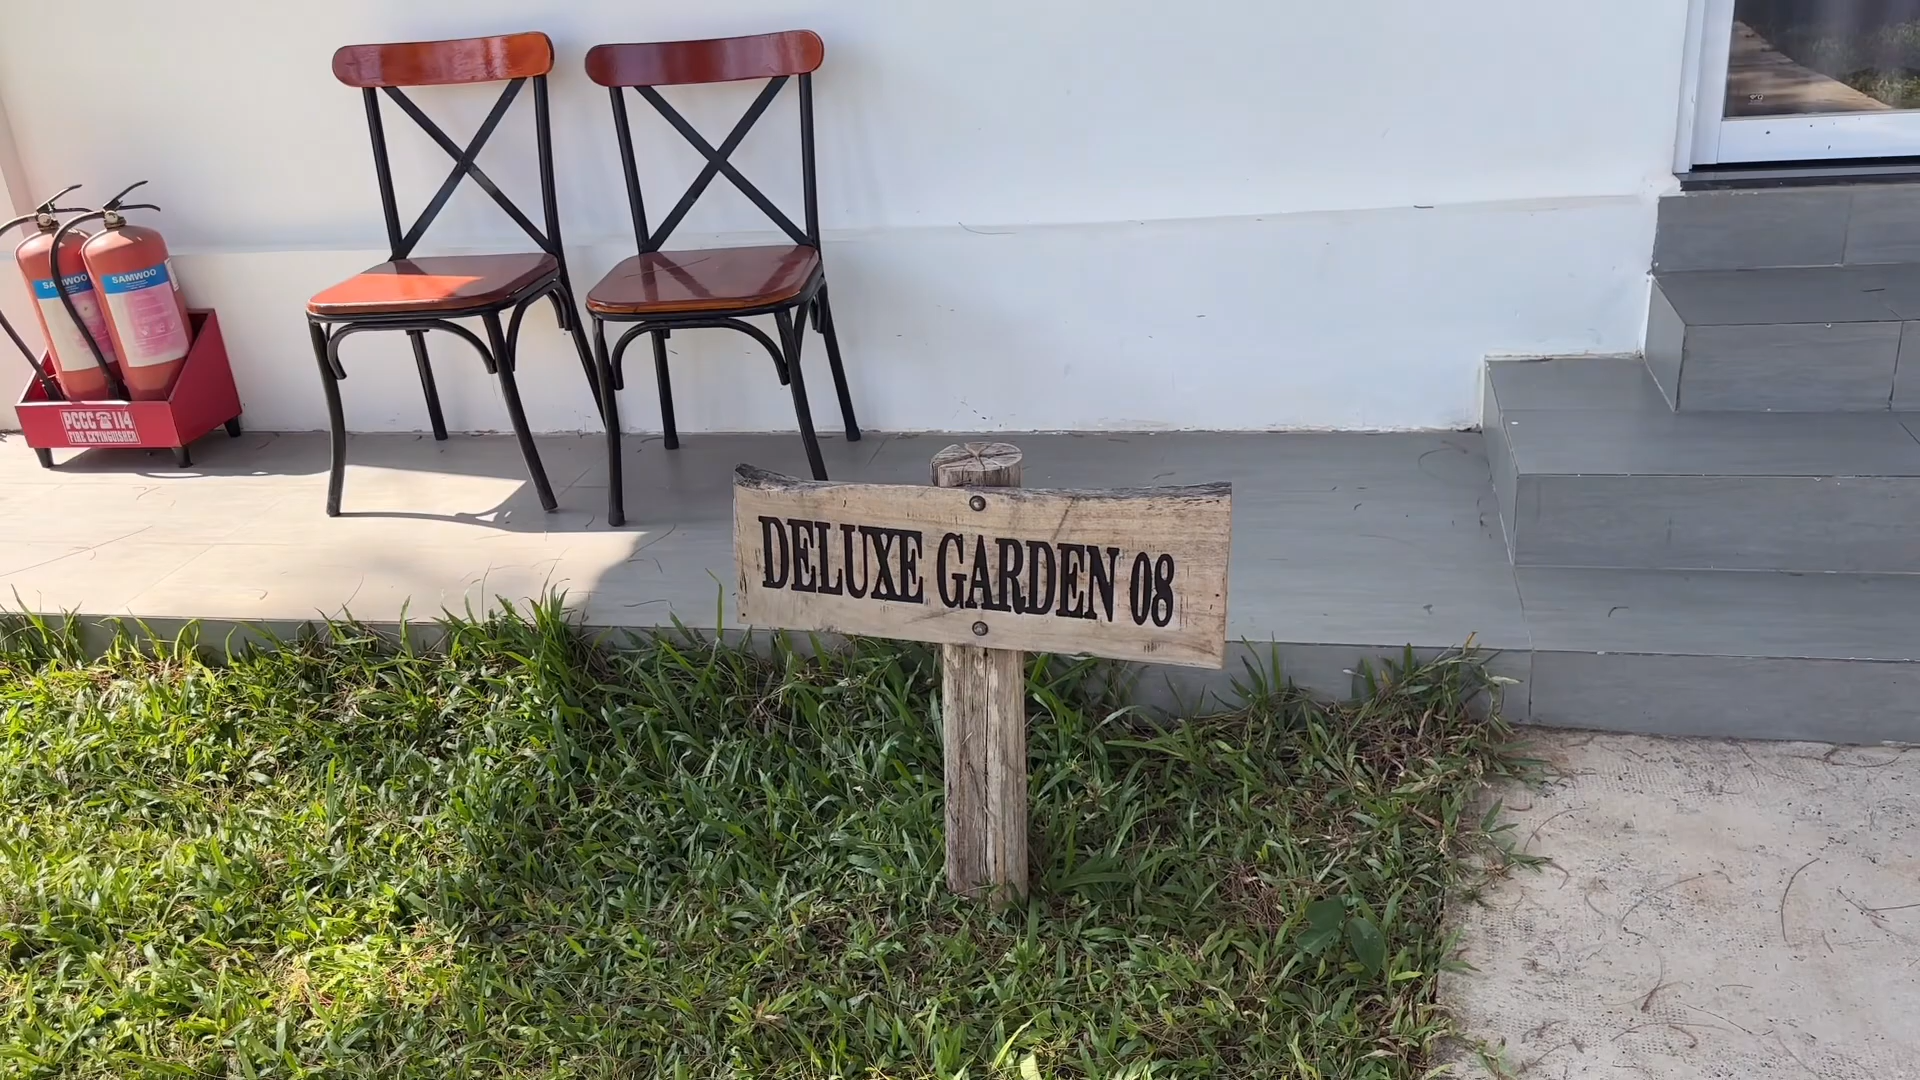 SAMWOO
SAMWOO
PCCC ☎ 114
FIRE EXTINGUISHER
DELUXE GARDEN 08